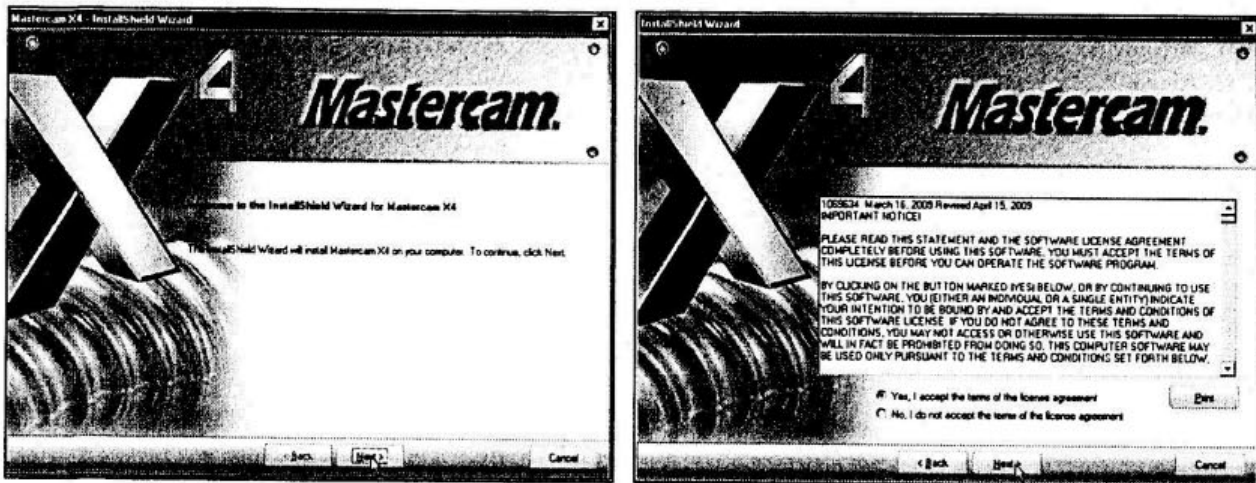 Mastercam X4 - InstallShield Wizard
X4
Mastercam.
to the InstallShield Wizard for Mastercam X4
The InstallShield Wizard will install Mastercam X4 on your computer. To continue, click Next.
< Back
Next >
Cancel
InstallShield Wizard
X4
Mastercam.
1069634 March 16, 2009 Revised April 15, 2009
IMPORTANT NOTICE!
PLEASE READ THIS STATEMENT AND THE SOFTWARE LICENSE AGREEMENT
COMPLETELY BEFORE USING THIS SOFTWARE. YOU MUST ACCEPT THE TERMS OF
THIS LICENSE BEFORE YOU CAN OPERATE THE SOFTWARE PROGRAM.
BY CLICKING ON THE BUTTON MARKED IYESI BELOW, OR BY CONTINUING TO USE
THIS SOFTWARE, YOU (EITHER AN INDIVIDUAL OR A SINGLE ENTITY) INDICATE
YOUR INTENTION TO BE BOUND BY AND ACCEPT THE TERMS AND CONDITIONS OF
THIS SOFTWARE LICENSE. IF YOU DO NOT AGREE TO THESE TERMS AND
CONDITIONS, YOU MAY NOT ACCESS OR OTHERWISE USE THIS SOFTWARE AND
WILL IN FACT BE PROHIBITED FROM DOING SO. THIS COMPUTER SOFTWARE MAY
BE USED ONLY PURSUANT TO THE TERMS AND CONDITIONS SET FORTH BELOW.
Yes, I accept the terms of the license agreement
Print
No, I do not accept the terms of the license agreement
< Back
Next >
Cancel